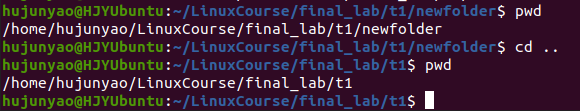 hujunyao@HJYUbuntu:~/LinuxCourse/final_lab/t1/newfolder$ pwd
/home/hujunyao/LinuxCourse/final_lab/t1/newfolder
hujunyao@HJYUbuntu:~/LinuxCourse/final_lab/t1/newfolder$ cd ..
hujunyao@HJYUbuntu:~/LinuxCourse/final_lab/t1$ pwd
/home/hujunyao/LinuxCourse/final_lab/t1
hujunyao@HJYUbuntu:~/LinuxCourse/final_lab/t1$